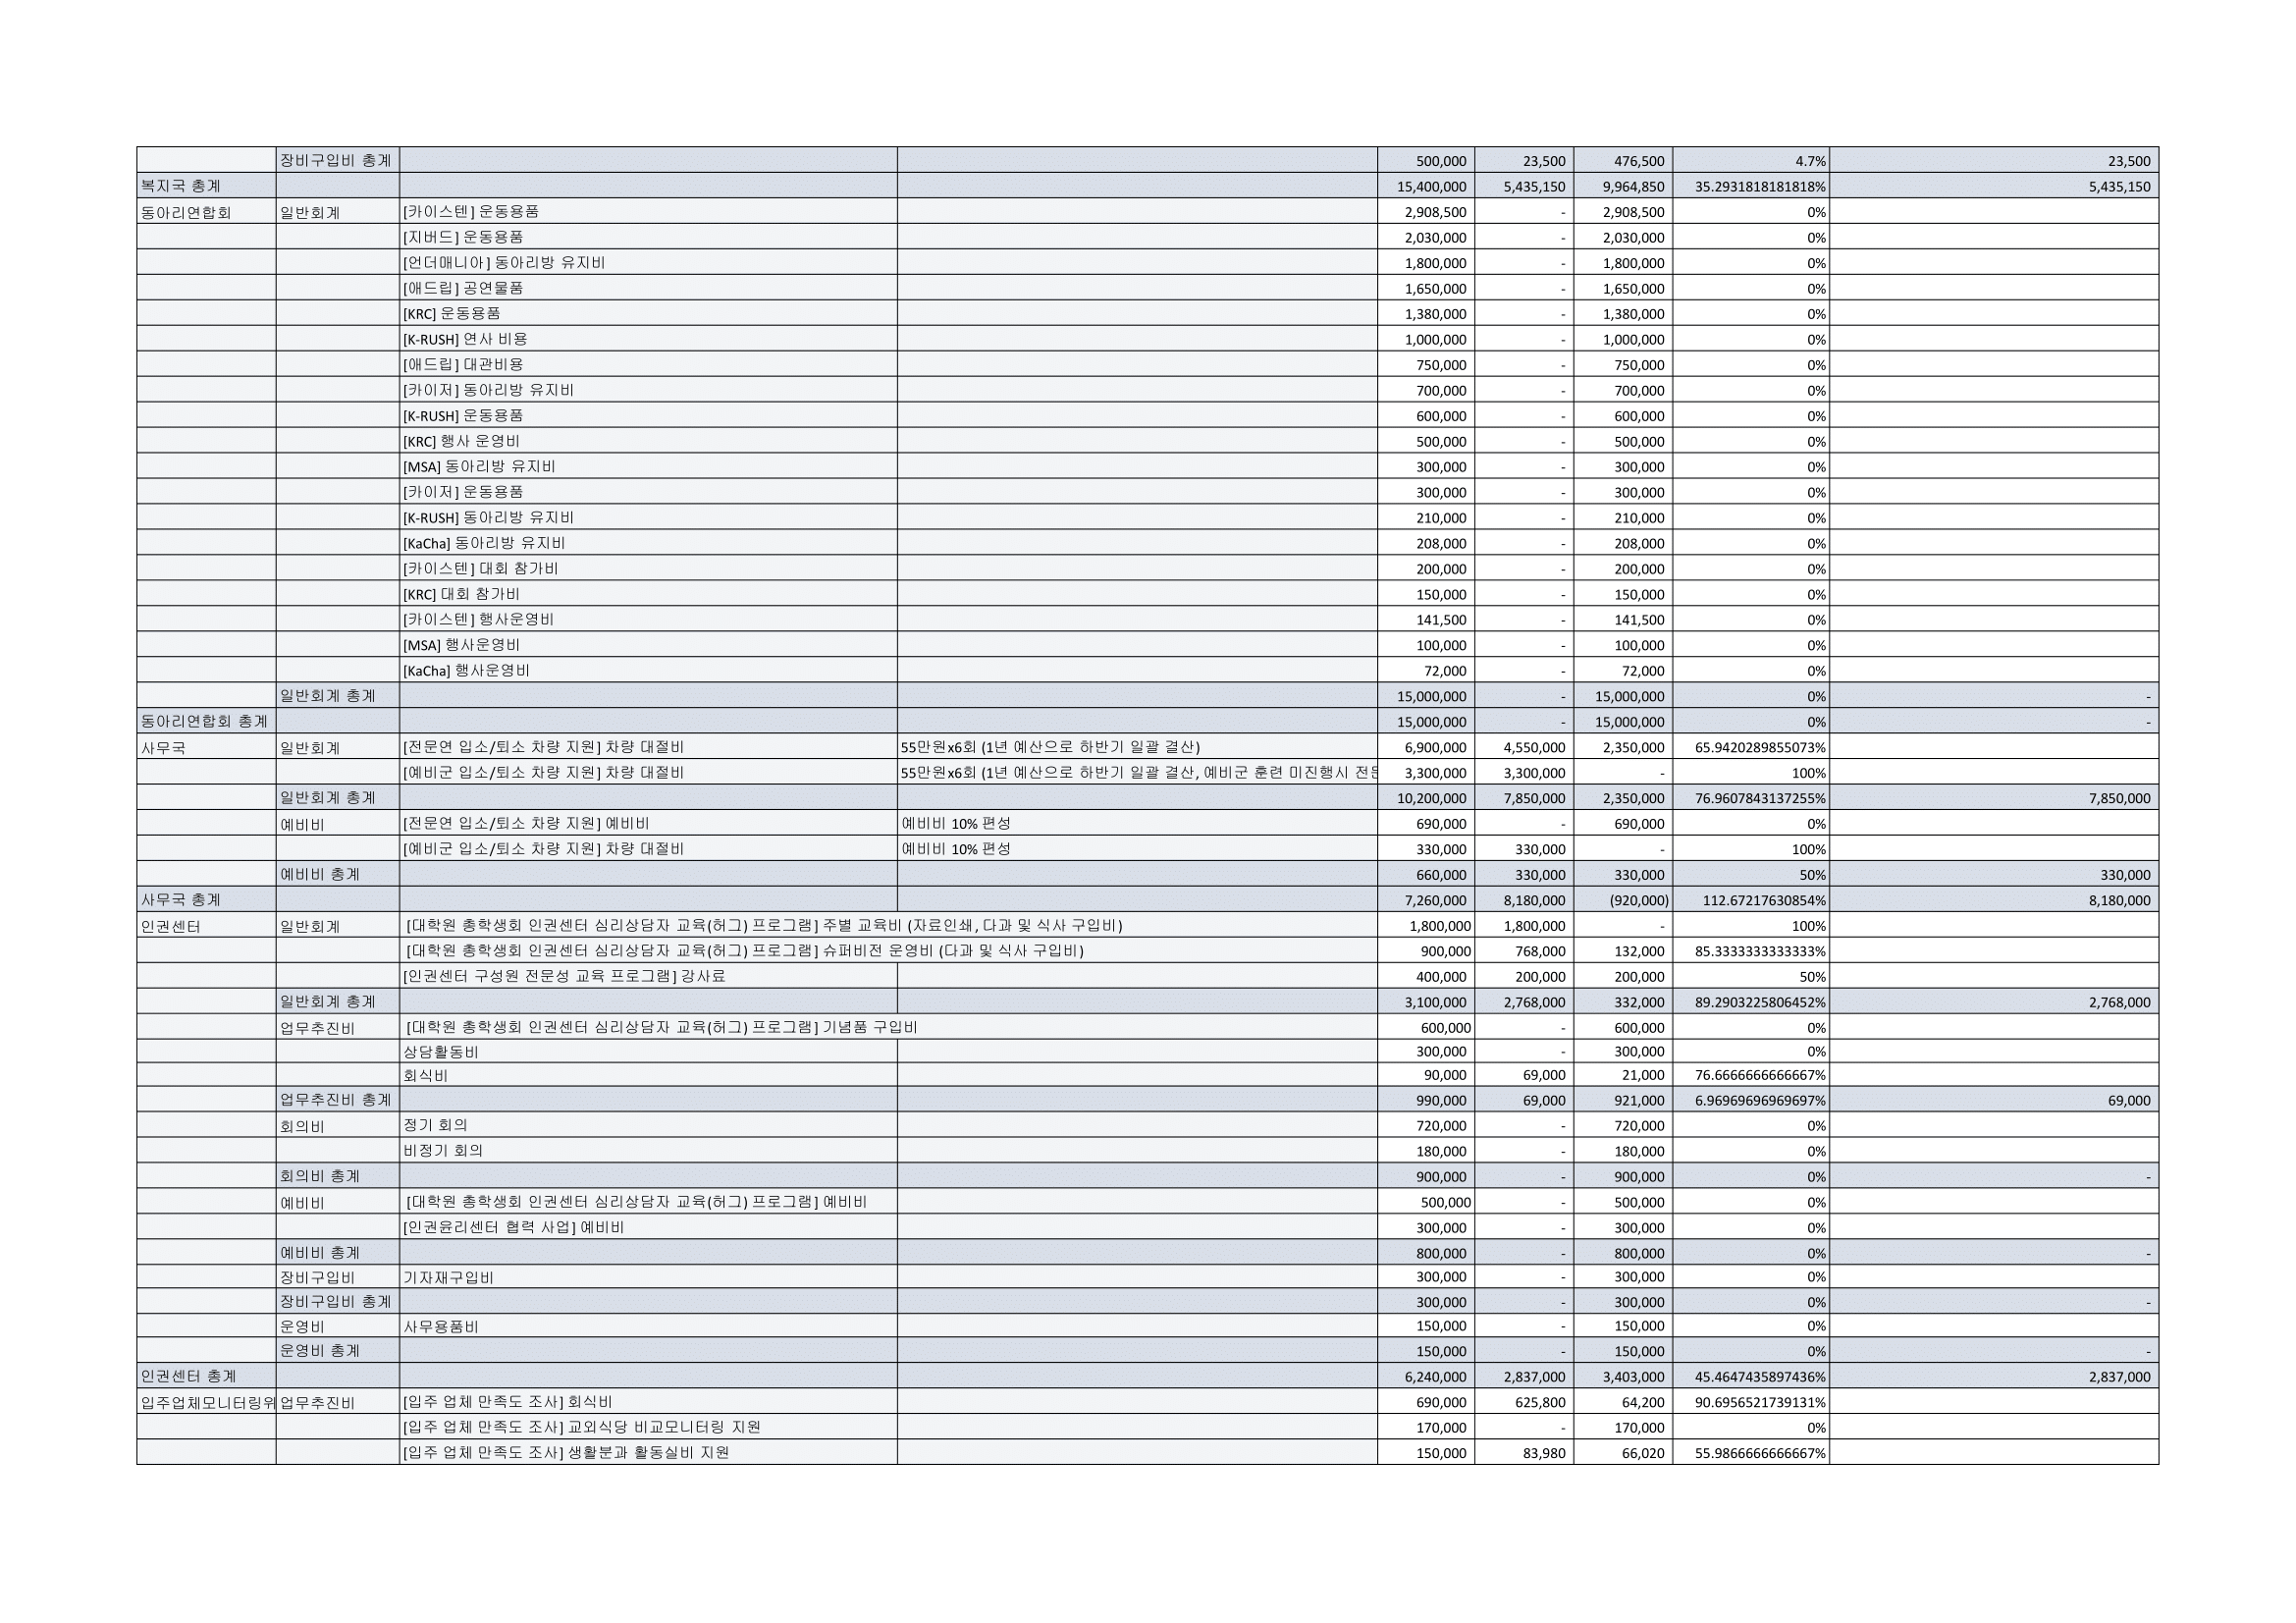 장비구입비 총계 500,000 23,500 476,500 4.7% 23,500
복지국 총계 15,400,000 5,435,150 9,964,850 35.2931818181818% 5,435,150
동아리연합회 일반회계 [카이스텐] 운동용품 2,908,500 - 2,908,500 0%
[지버드] 운동용품 2,030,000 - 2,030,000 0%
[언더매니아] 동아리방 유지비 1,800,000 - 1,800,000 0%
[애드립] 공연물품 1,650,000 - 1,650,000 0%
[KRC] 운동용품 1,380,000 - 1,380,000 0%
[K-RUSH] 연사 비용 1,000,000 - 1,000,000 0%
[애드립] 대관비용 750,000 - 750,000 0%
[카이저] 동아리방 유지비 700,000 - 700,000 0%
[K-RUSH] 운동용품 600,000 - 600,000 0%
[KRC] 행사 운영비 500,000 - 500,000 0%
[MSA] 동아리방 유지비 300,000 - 300,000 0%
[카이저] 운동용품 300,000 - 300,000 0%
[K-RUSH] 동아리방 유지비 210,000 - 210,000 0%
[KaCha] 동아리방 유지비 208,000 - 208,000 0%
[카이스텐] 대회 참가비 200,000 - 200,000 0%
[KRC] 대회 참가비 150,000 - 150,000 0%
[카이스텐] 행사운영비 141,500 - 141,500 0%
[MSA] 행사운영비 100,000 - 100,000 0%
[KaCha] 행사운영비 72,000 - 72,000 0%
일반회계 총계 15,000,000 - 15,000,000 0% -
동아리연합회 총계 15,000,000 - 15,000,000 0% -
사무국 일반회계 [전문연 입소/퇴소 차량 지원] 차량 대절비 55만원x6회 (1년 예산으로 하반기 일괄 결산) 6,900,000 4,550,000 2,350,000 65.9420289855073%
[예비군 입소/퇴소 차량 지원] 차량 대절비 55만원x6회 (1년 예산으로 하반기 일괄 결산, 예비군 훈련 미진행시 전문 3,300,000 3,300,000 - 100%
일반회계 총계 10,200,000 7,850,000 2,350,000 76.9607843137255% 7,850,000
예비비 [전문연 입소/퇴소 차량 지원] 예비비 예비비 10% 편성 690,000 - 690,000 0%
[예비군 입소/퇴소 차량 지원] 차량 대절비 예비비 10% 편성 330,000 330,000 - 100%
예비비 총계 660,000 330,000 330,000 50% 330,000
사무국 총계 7,260,000 8,180,000 (920,000) 112.67217630854% 8,180,000
인권센터 일반회계 [대학원 총학생회 인권센터 심리상담자 교육(허그) 프로그램] 주별 교육비 (자료인쇄, 다과 및 식사 구입비) 1,800,000 1,800,000 - 100%
[대학원 총학생회 인권센터 심리상담자 교육(허그) 프로그램] 슈퍼비전 운영비 (다과 및 식사 구입비) 900,000 768,000 132,000 85.3333333333333%
[인권센터 구성원 전문성 교육 프로그램] 강사료 400,000 200,000 200,000 50%
일반회계 총계 3,100,000 2,768,000 332,000 89.2903225806452% 2,768,000
업무추진비 [대학원 총학생회 인권센터 심리상담자 교육(허그) 프로그램] 기념품 구입비 600,000 - 600,000 0%
상담활동비 300,000 - 300,000 0%
회식비 90,000 69,000 21,000 76.6666666666667%
업무추진비 총계 990,000 69,000 921,000 6.96969696969697% 69,000
회의비 정기 회의 720,000 - 720,000 0%
비정기 회의 180,000 - 180,000 0%
회의비 총계 900,000 - 900,000 0% -
예비비 [대학원 총학생회 인권센터 심리상담자 교육(허그) 프로그램] 예비비 500,000 - 500,000 0%
[인권윤리센터 협력 사업] 예비비 300,000 - 300,000 0%
예비비 총계 800,000 - 800,000 0% -
장비구입비 기자재구입비 300,000 - 300,000 0%
장비구입비 총계 300,000 - 300,000 0% -
운영비 사무용품비 150,000 - 150,000 0%
운영비 총계 150,000 - 150,000 0% -
인권센터 총계 6,240,000 2,837,000 3,403,000 45.4647435897436% 2,837,000
입주업체모니터링위 업무추진비 [입주 업체 만족도 조사] 회식비 690,000 625,800 64,200 90.6956521739131%
[입주 업체 만족도 조사] 교외식당 비교모니터링 지원 170,000 - 170,000 0%
[입주 업체 만족도 조사] 생활분과 활동실비 지원 150,000 83,980 66,020 55.9866666666667%